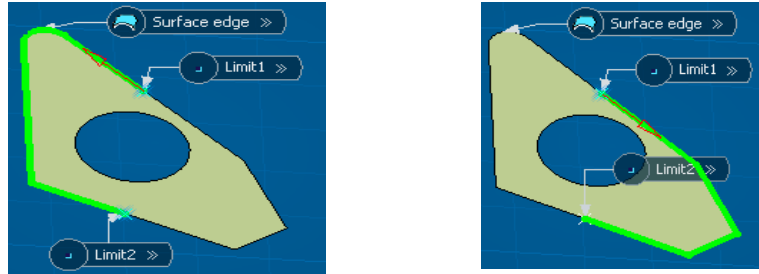 Surface edge »
Limit1 »
Limit2 »
Surface edge »
Limit1 »
Limit2 »